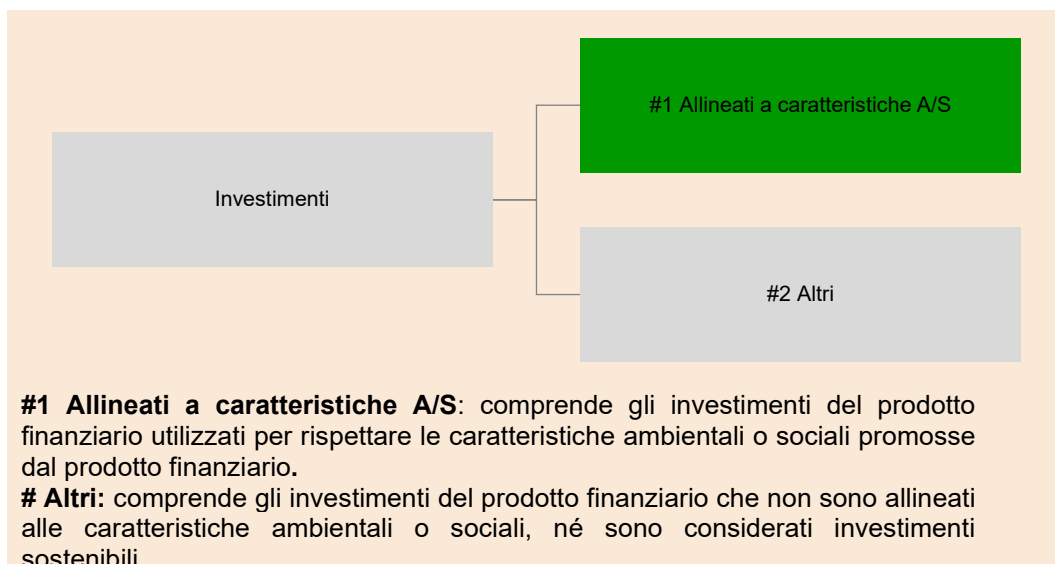 #1 Allineati a caratteristiche A/S
Investimenti
#2 Altri
#1 Allineati a caratteristiche A/S: comprende gli investimenti del prodotto
finanziario utilizzati per rispettare le caratteristiche ambientali o sociali promosse
dal prodotto finanziario.
# Altri: comprende gli investimenti del prodotto finanziario che non sono allineati
alle caratteristiche ambientali o sociali, né sono considerati investimenti
sostenibili